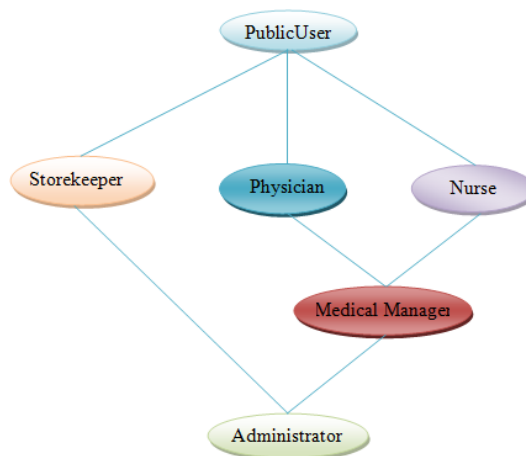 PublicUser
Storekeeper
Physician
Nurse
Medical Manager
Administrator